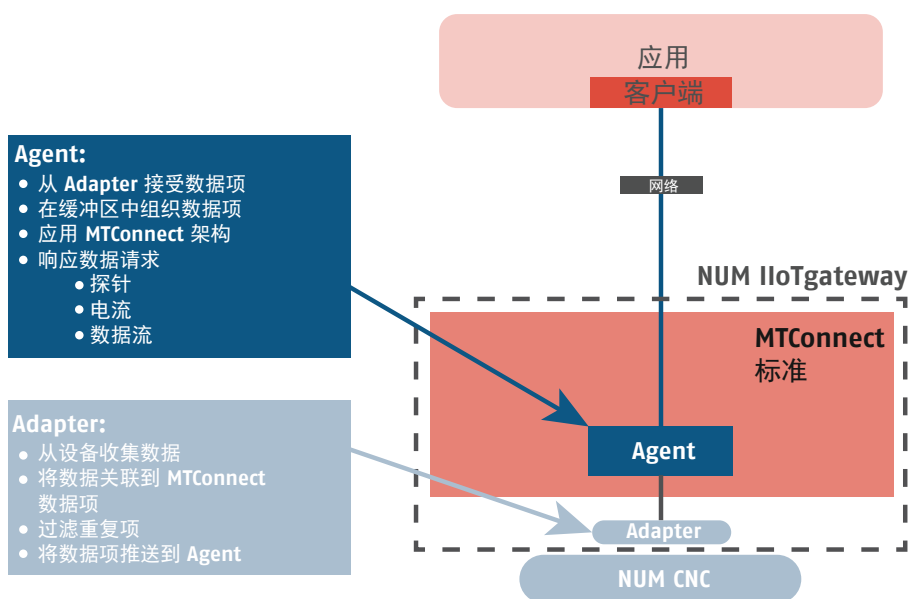 应用
客户端
网络
Agent:
从 Adapter 接受数据项
在缓冲区中组织数据项
应用 MTConnect 架构
响应数据请求
探针
电流
数据流
NUM IIoTgateway
MTConnect
标准
Agent
Adapter:
从设备收集数据
将数据关联到 MTConnect
数据项
过滤重复项
将数据项推送到 Agent
Adapter
NUM CNC